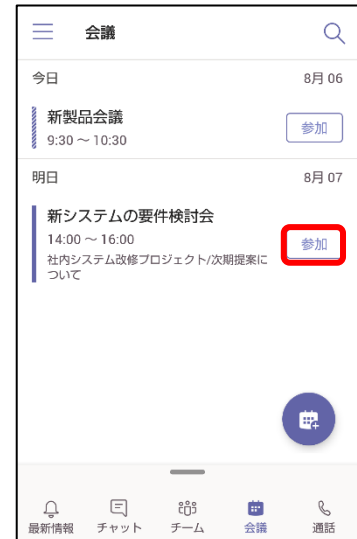 会議
今日 8月 06
新製品会議
参加
9:30 ～ 10:30
明日 8月 07
新システムの要件検討会
14:00 ～ 16:00
参加
社内システム改修プロジェクト/次期提案に
ついて
最新情報 チャット チーム 会議 通話